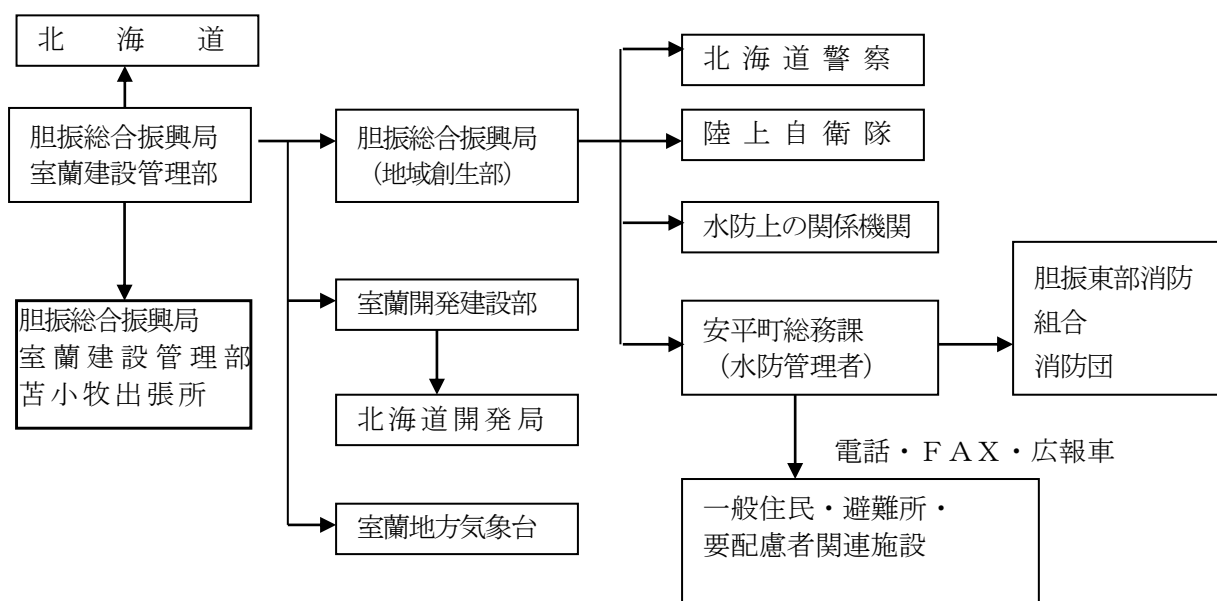 北海道
胆振総合振興局
室蘭建設管理部
胆振総合振興局
室蘭建設管理部
苫小牧出張所
胆振総合振興局
（地域創生部）
室蘭開発建設部
北海道開発局
室蘭地方気象台
北海道警察
陸上自衛隊
水防上の関係機関
安平町総務課
（水防管理者）
胆振東部消防
組合
消防団
電話・ＦＡＸ・広報車
一般住民・避難所・
要配慮者関連施設